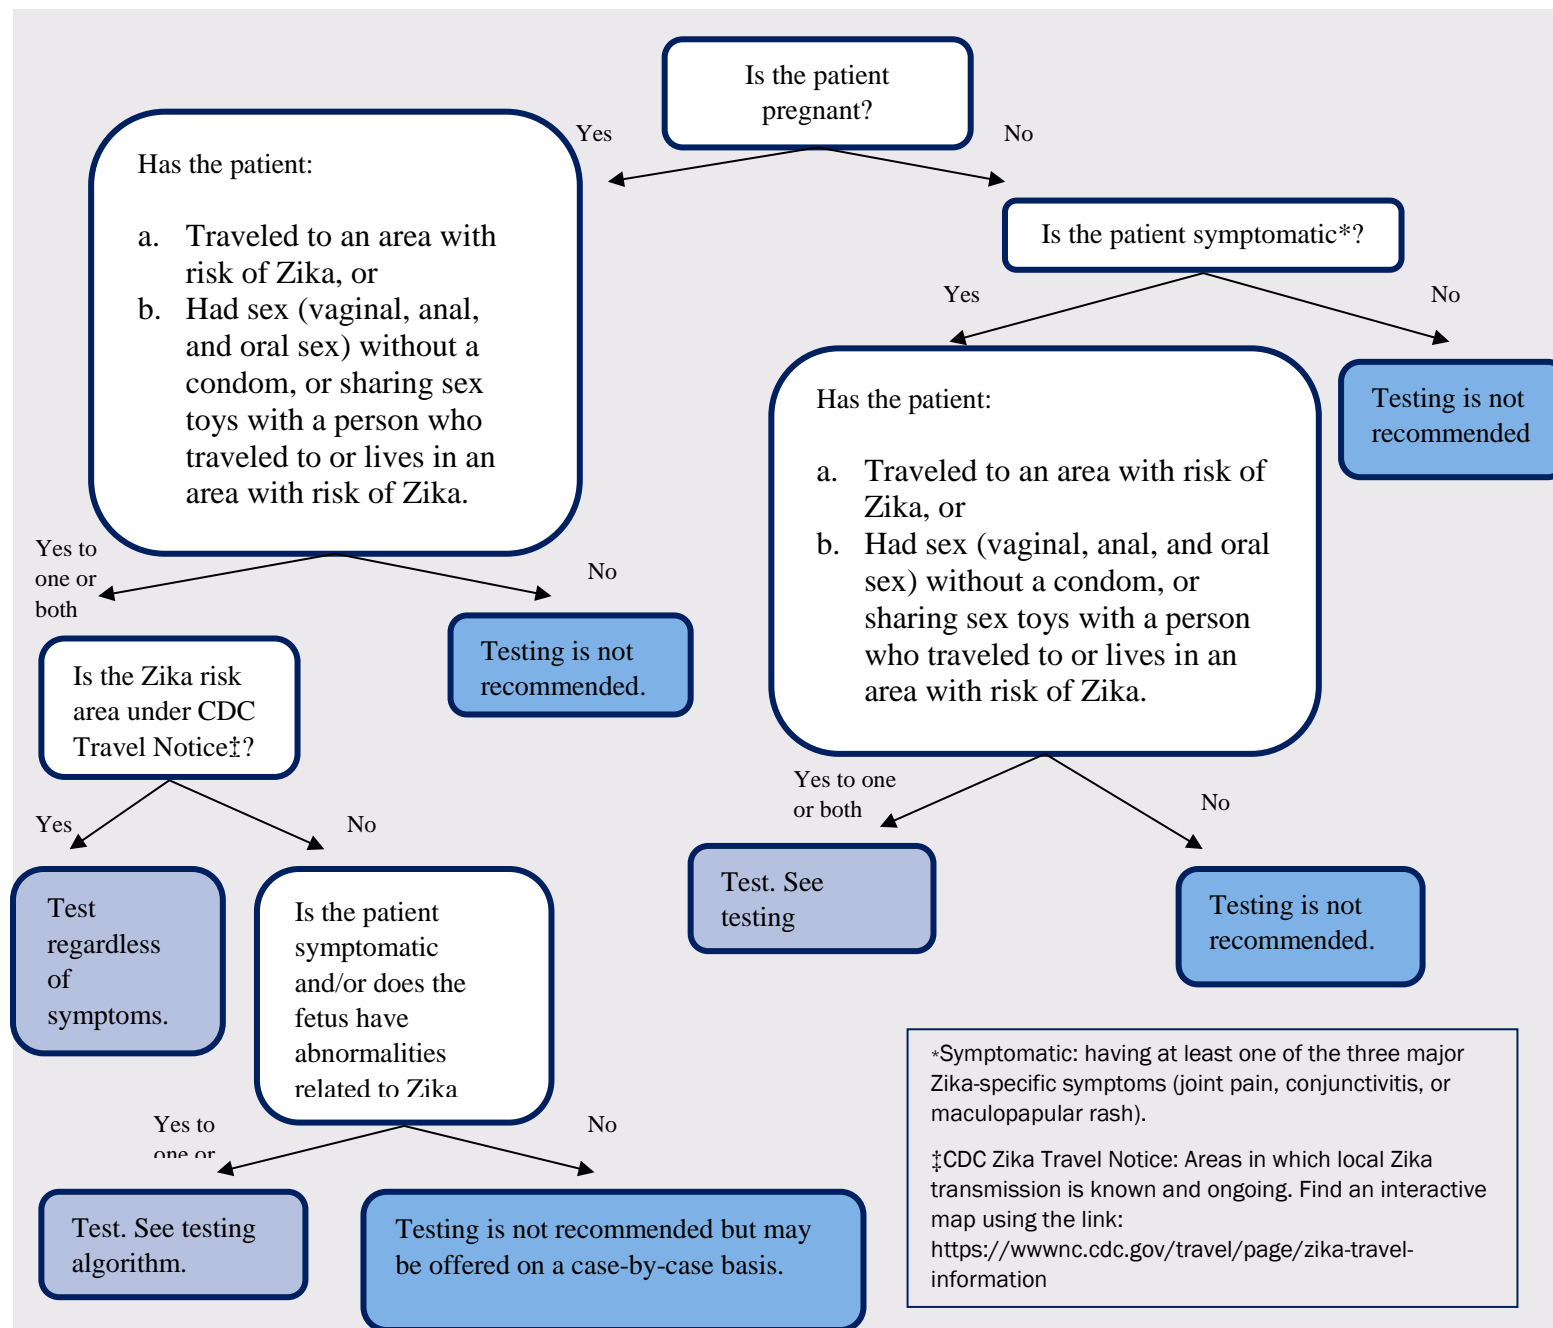 Is the patient
pregnant?
Yes
No
Has the patient:
a. Traveled to an area with
risk of Zika, or
b. Had sex (vaginal, anal,
and oral sex) without a
condom, or sharing sex
toys with a person who
traveled to or lives in an
area with risk of Zika.
Is the patient symptomatic*?
Yes
No
Testing is not
recommended
Has the patient:
a. Traveled to an area with risk of
Zika, or
b. Had sex (vaginal, anal, and oral
sex) without a condom, or
sharing sex toys with a person
who traveled to or lives in an
area with risk of Zika.
Yes to
one or
both
No
Is the Zika risk
area under CDC
Travel Notice‡?
Testing is not
recommended.
Yes to one
or both
No
Yes
No
Test
regardless
of
symptoms.
Is the patient
symptomatic
and/or does the
fetus have
abnormalities
related to Zika
Test. See
testing
Testing is not
recommended.
Yes to
one or
No
Test. See testing
algorithm.
Testing is not recommended but may
be offered on a case-by-case basis.
*Symptomatic: having at least one of the three major
Zika-specific symptoms (joint pain, conjunctivitis, or
maculopapular rash).
‡CDC Zika Travel Notice: Areas in which local Zika
transmission is known and ongoing. Find an interactive
map using the link:
https://wwwnc.cdc.gov/travel/page/zika-travel-
information